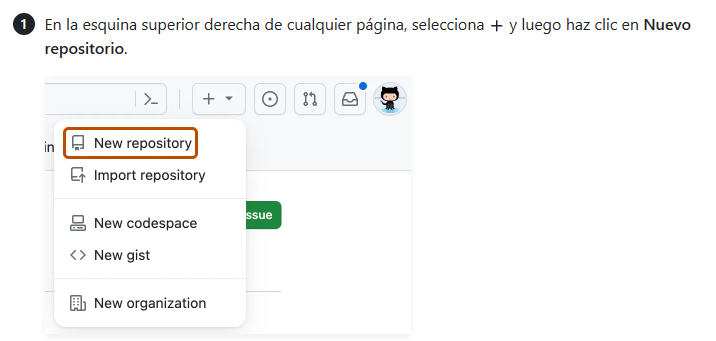 1 En la esquina superior derecha de cualquier página, selecciona + y luego haz clic en Nuevo
repositorio.
in
New repository
Import repository
ssue
New codespace
New gist
New organization